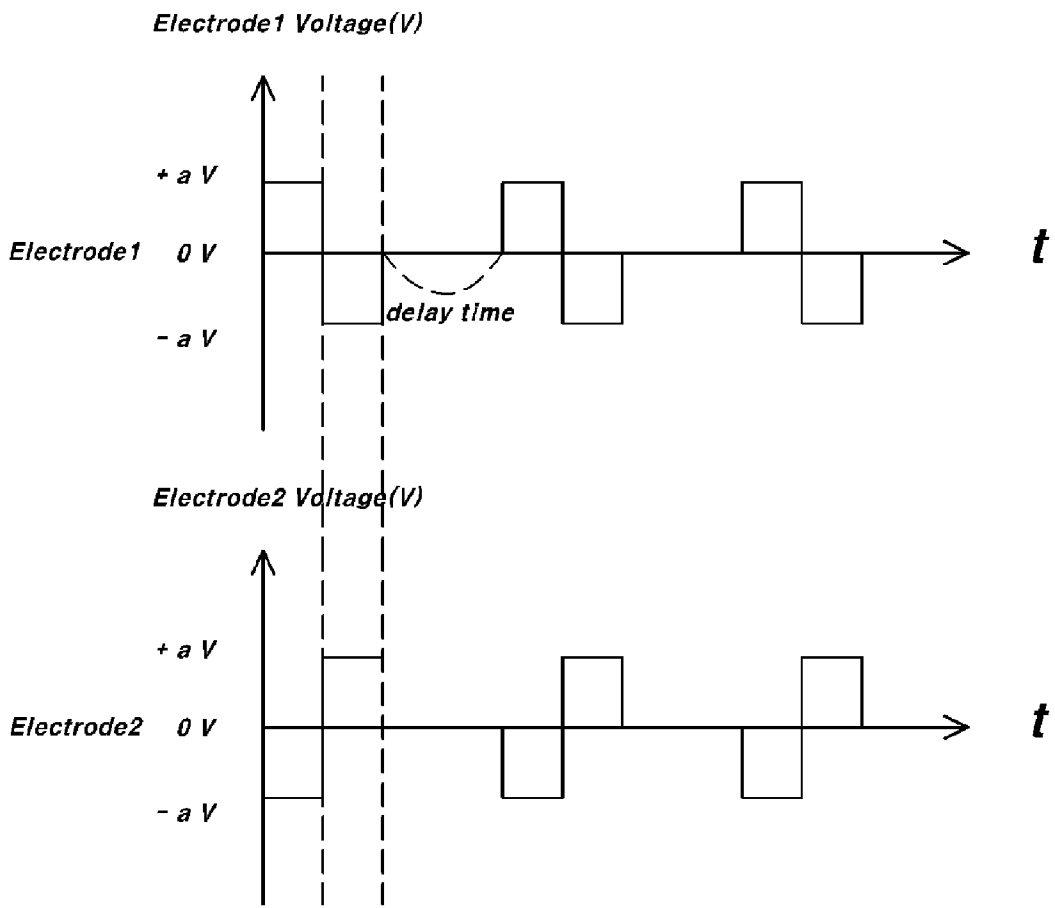 Electrode1 Voltage(V)
+ a V
Electrode1 0 V t
delay time
- a V
Electrode2 Voltage(V)
+ a V
Electrode2 0 V t
- a V